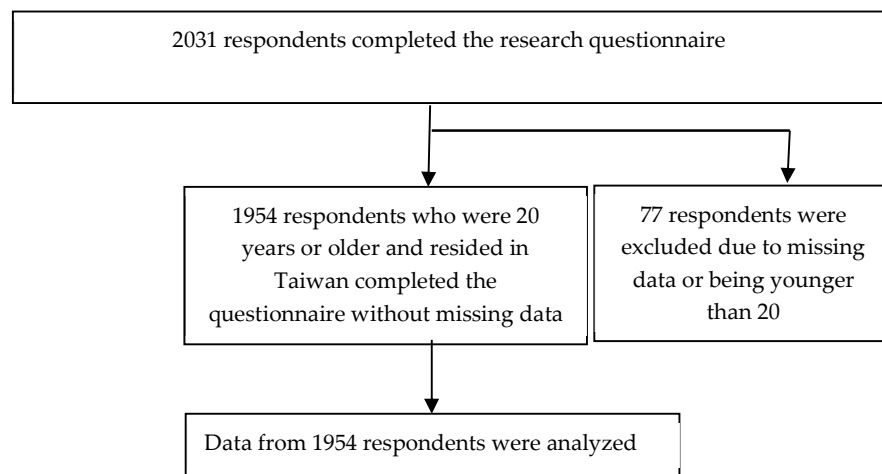 2031 respondents completed the research questionnaire
1954 respondents who were 20
years or older and resided in
Taiwan completed the
questionnaire without missing data
77 respondents were
excluded due to missing
data or being younger
than 20
Data from 1954 respondents were analyzed